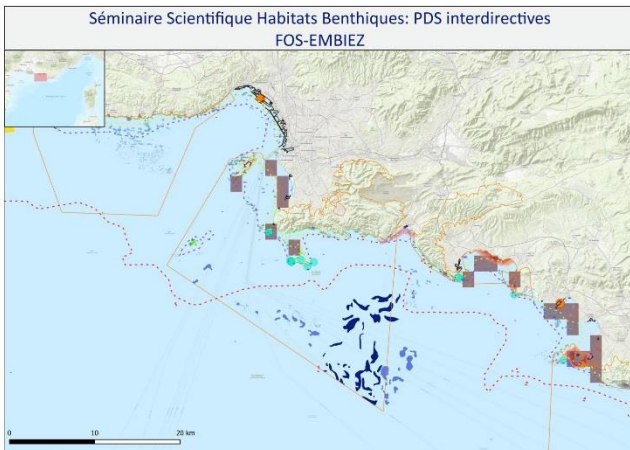 Séminaire Scientifique Habitats Benthiques: PDS interdirectives
FOS-EMBIEZ
0 10 20 km